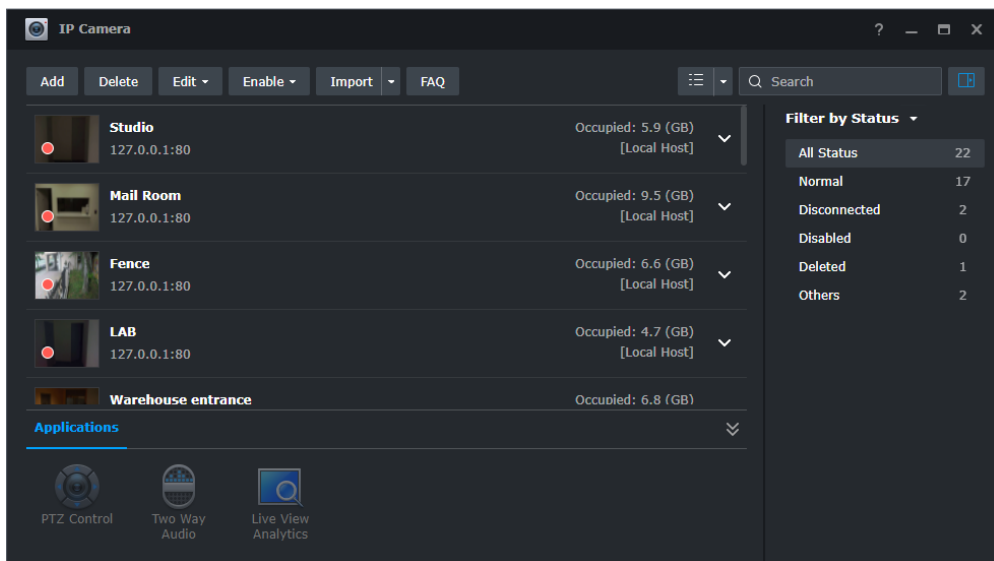 IP Camera
?
Add Delete Edit Enable Import FAQ Search
Studio Occupied: 5.9 (GB)
127.0.0.1:80 [Local Host]
Mail Room Occupied: 9.5 (GB)
127.0.0.1:80 [Local Host]
Fence Occupied: 6.6 (GB)
127.0.0.1:80 [Local Host]
LAB Occupied: 4.7 (GB)
127.0.0.1:80 [Local Host]
Warehouse entrance Occupied: 6.8 (GB)
Applications
PTZ Control
Two Way
Audio
Live View
Analytics
Filter by Status
All Status 22
Normal 17
Disconnected 2
Disabled 0
Deleted 1
Others 2